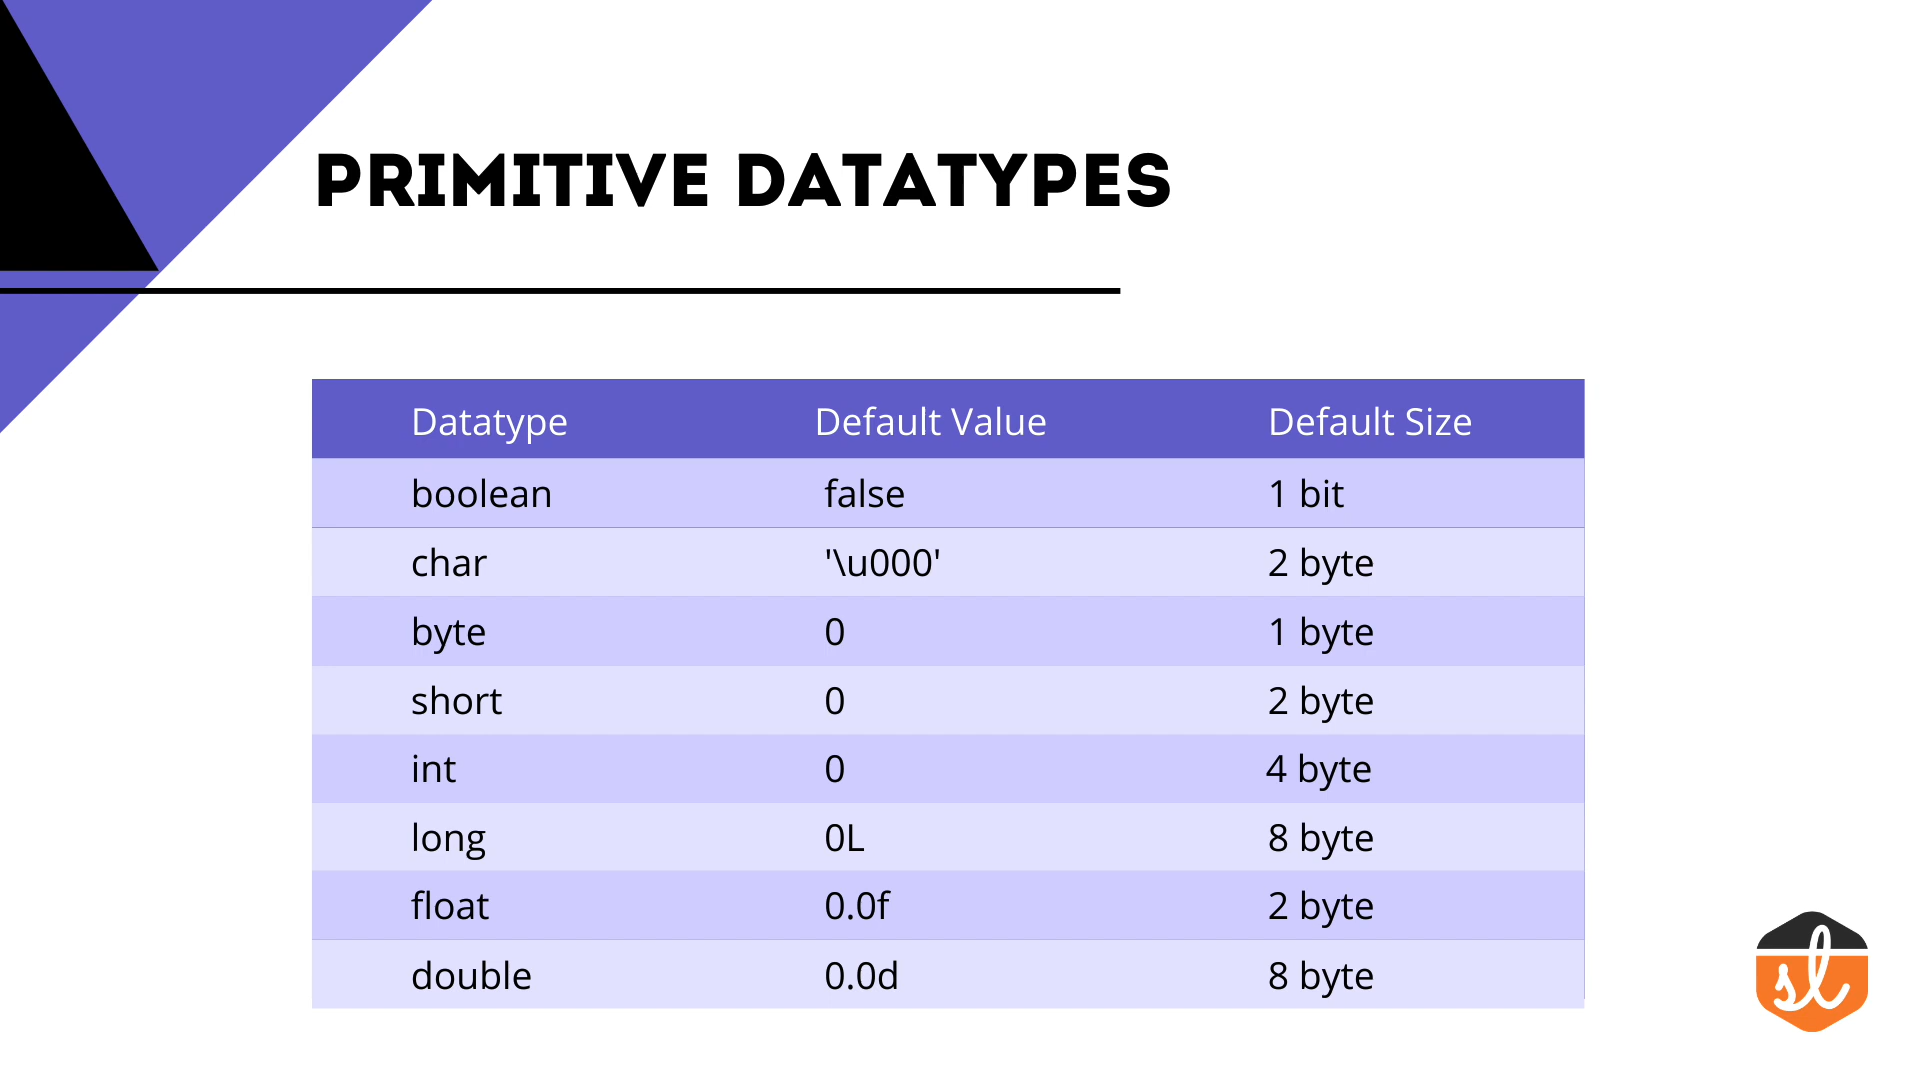 PRIMITIVE DATATYPES
Datatype Default Value Default Size
boolean false 1 bit
char '\u000' 2 byte
byte 0 1 byte
short 0 2 byte
int 0 4 byte
long 0L 8 byte
float 0.0f 2 byte
double 0.0d 8 byte
sl